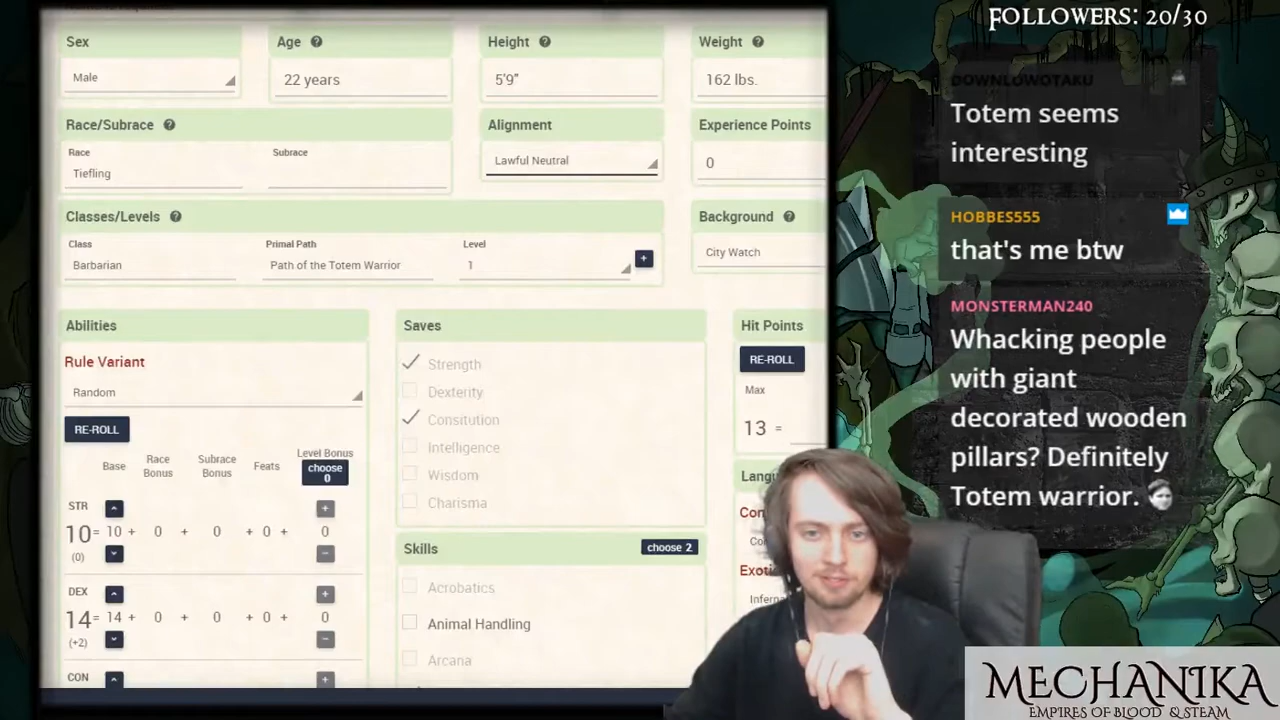 FOLLOWERS: 20/30
Sex
Age
Height
Weight
Male
22 years
5'9"
162 lbs.
Race/Subrace
Alignment
Experience Points
Race
Subrace
Tiefling
Lawful Neutral
0
Classes/Levels
Background
Class
Primal Path
Level
Barbarian
Path of the Totem Warrior
1
+
City Watch
Abilities
Saves
Hit Points
Rule Variant
Random
RE-ROLL
Base
Race Bonus
Subrace Bonus
Feats
Level Bonus
choose 0
STR
10 = 10 + 0 + 0 + 0 + 0
(0)
DEX
14 = 14 + 0 + 0 + 0 + 0
(+2)
CON
Strength
Dexterity
Consitution
Intelligence
Wisdom
Charisma
Skills
choose 2
Acrobatics
Animal Handling
Arcana
RE-ROLL
Max
13 =
DOWNLOWOTAKU
Totem seems
interesting
HOBBES555
that's me btw
MONSTERMAN240
Whacking people
with giant
decorated wooden
pillars? Definitely
Totem warrior.
MECHANIKA
EMPIRES OF BLOOD & STEAM